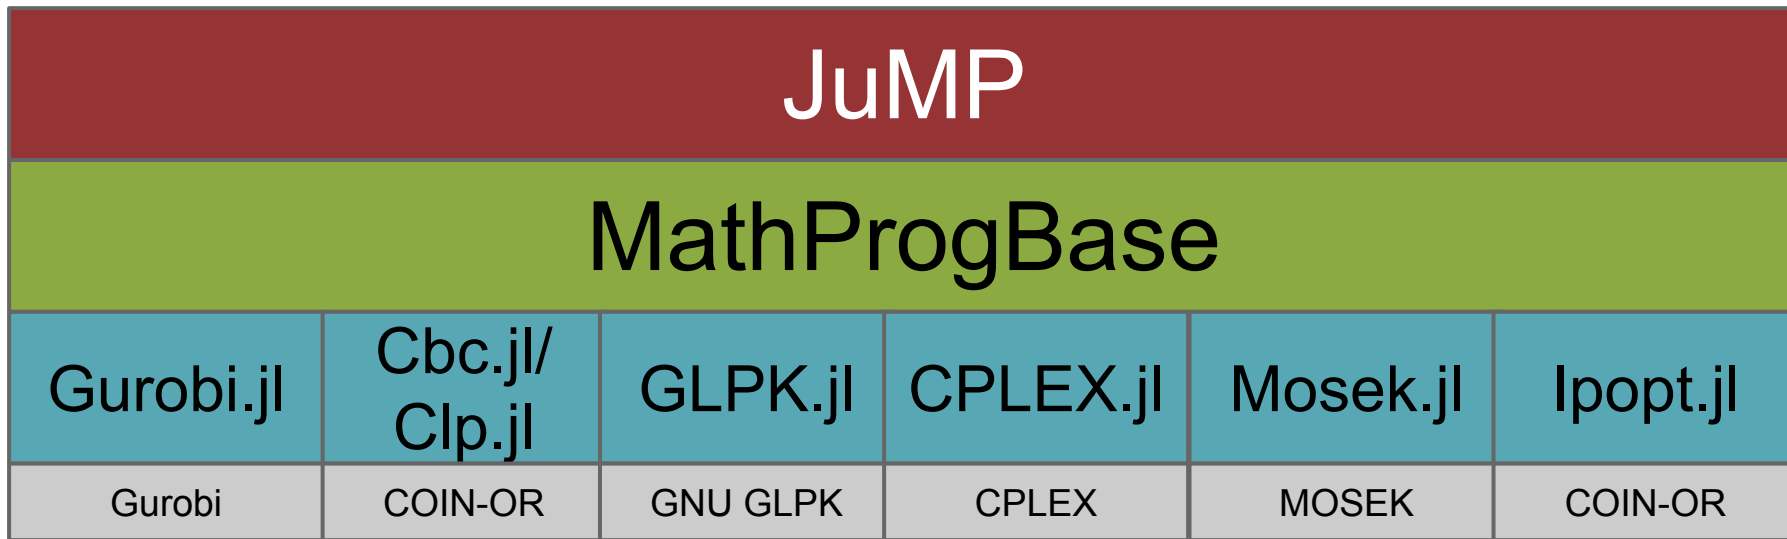 JuMP
MathProgBase
Gurobi.jl
Cbc.jl/
Clp.jl
GLPK.jl
CPLEX.jl
Mosek.jl
Ipopt.jl
Gurobi
COIN-OR
GNU GLPK
CPLEX
MOSEK
COIN-OR